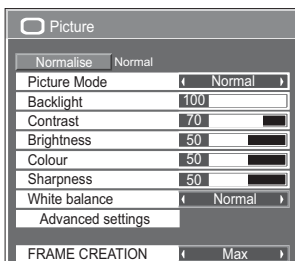 Picture
Normalise Normal
Picture Mode Normal
Backlight 100
Contrast 70
Brightness 50
Colour 50
Sharpness 50
White balance Normal
Advanced settings
FRAME CREATION Max